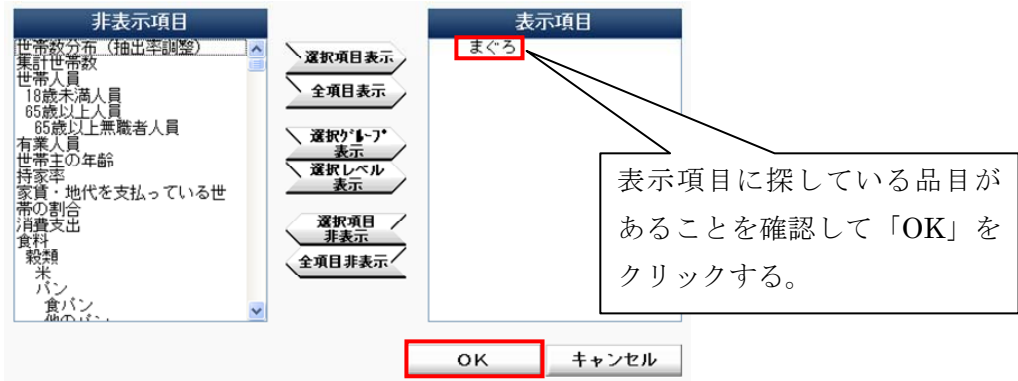 非表示項目
世帯数分布（抽出率調整）
集計世帯数
世帯人員
18歳未満人員
65歳以上人員
65歳以上無職者人員
有業人員
世帯主の年齢
持家率
家賃・地代を支払っている世
帯の割合
消費支出
食料
穀類
米
パン
食パン
他のパン
選択項目表示
全項目表示
選択グループ
表示
選択レベル
表示
選択項目
非表示
全項目非表示
表示項目
まぐろ
表示項目に探している品目が
あることを確認して「OK」を
クリックする。
OK
キャンセル